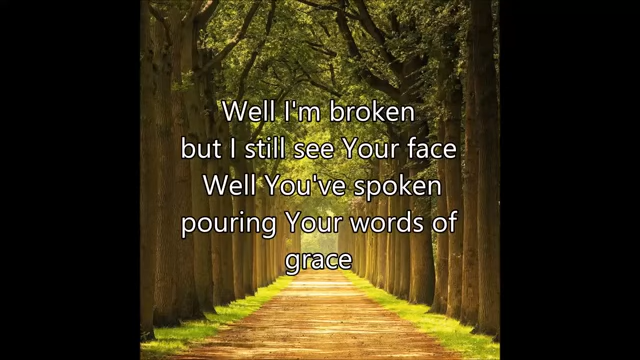 Well I'm broken
but I still see Your face
Well You've spoken
pouring Your words of
grace